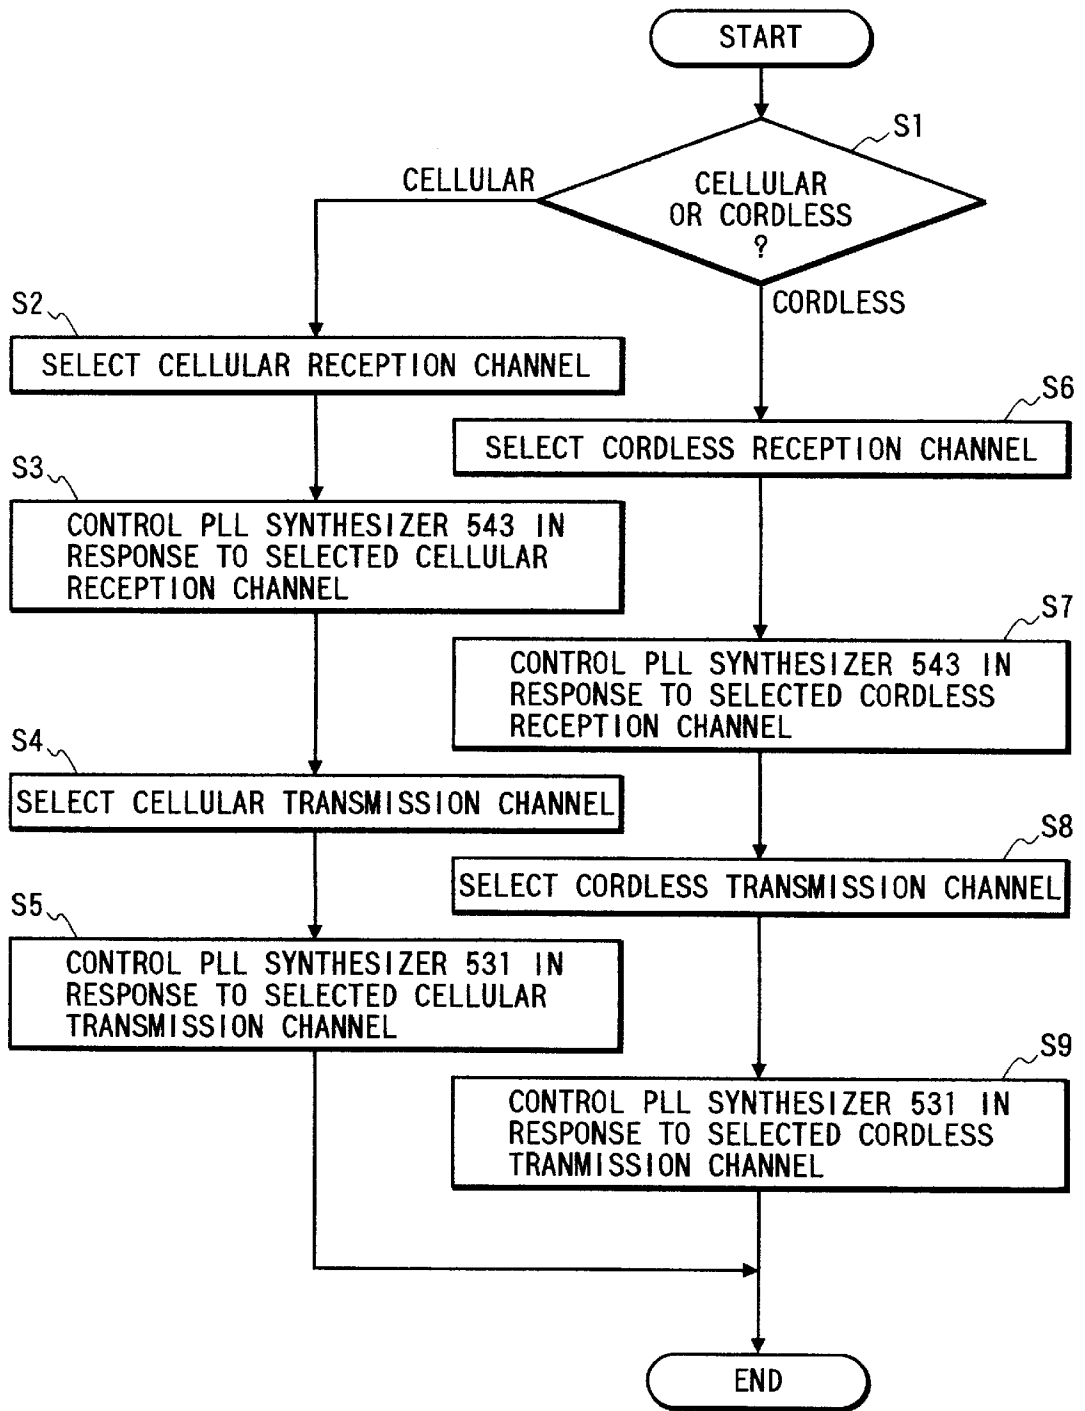 START
S1
CELLULAR
CELLULAR
OR CORDLESS
?
CORDLESS
S2
SELECT CELLULAR RECEPTION CHANNEL
S3
CONTROL PLL SYNTHESIZER 543 IN
RESPONSE TO SELECTED CELLULAR
RECEPTION CHANNEL
S4
SELECT CELLULAR TRANSMISSION CHANNEL
S5
CONTROL PLL SYNTHESIZER 531 IN
RESPONSE TO SELECTED CELLULAR
TRANSMISSION CHANNEL
S6
SELECT CORDLESS RECEPTION CHANNEL
S7
CONTROL PLL SYNTHESIZER 543 IN
RESPONSE TO SELECTED CORDLESS
RECEPTION CHANNEL
S8
SELECT CORDLESS TRANSMISSION CHANNEL
S9
CONTROL PLL SYNTHESIZER 531 IN
RESPONSE TO SELECTED CORDLESS
TRANMISSION CHANNEL
END